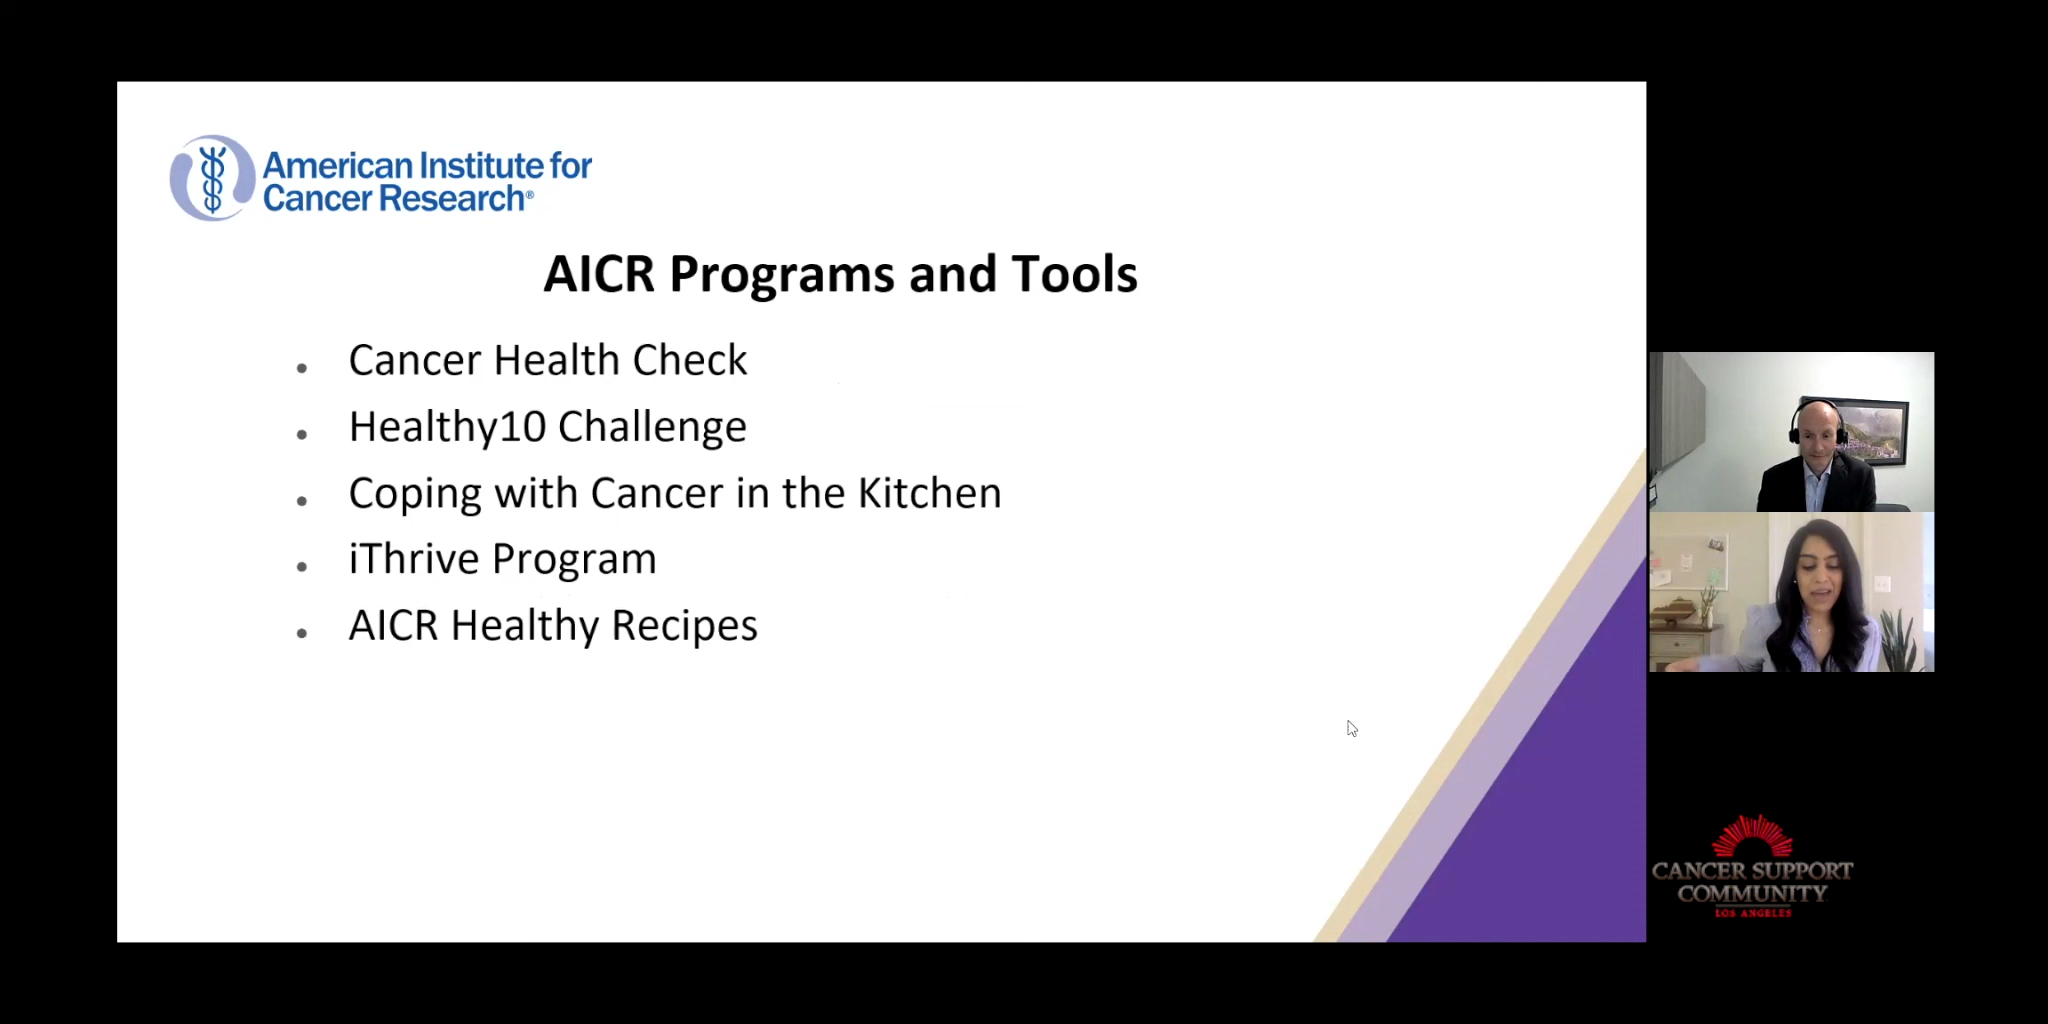 American Institute for
Cancer Research®
AICR Programs and Tools
• Cancer Health Check
• Healthy10 Challenge
• Coping with Cancer in the Kitchen
• iThrive Program
• AICR Healthy Recipes
CANCER SUPPORT
COMMUNITY
LOS ANGELES